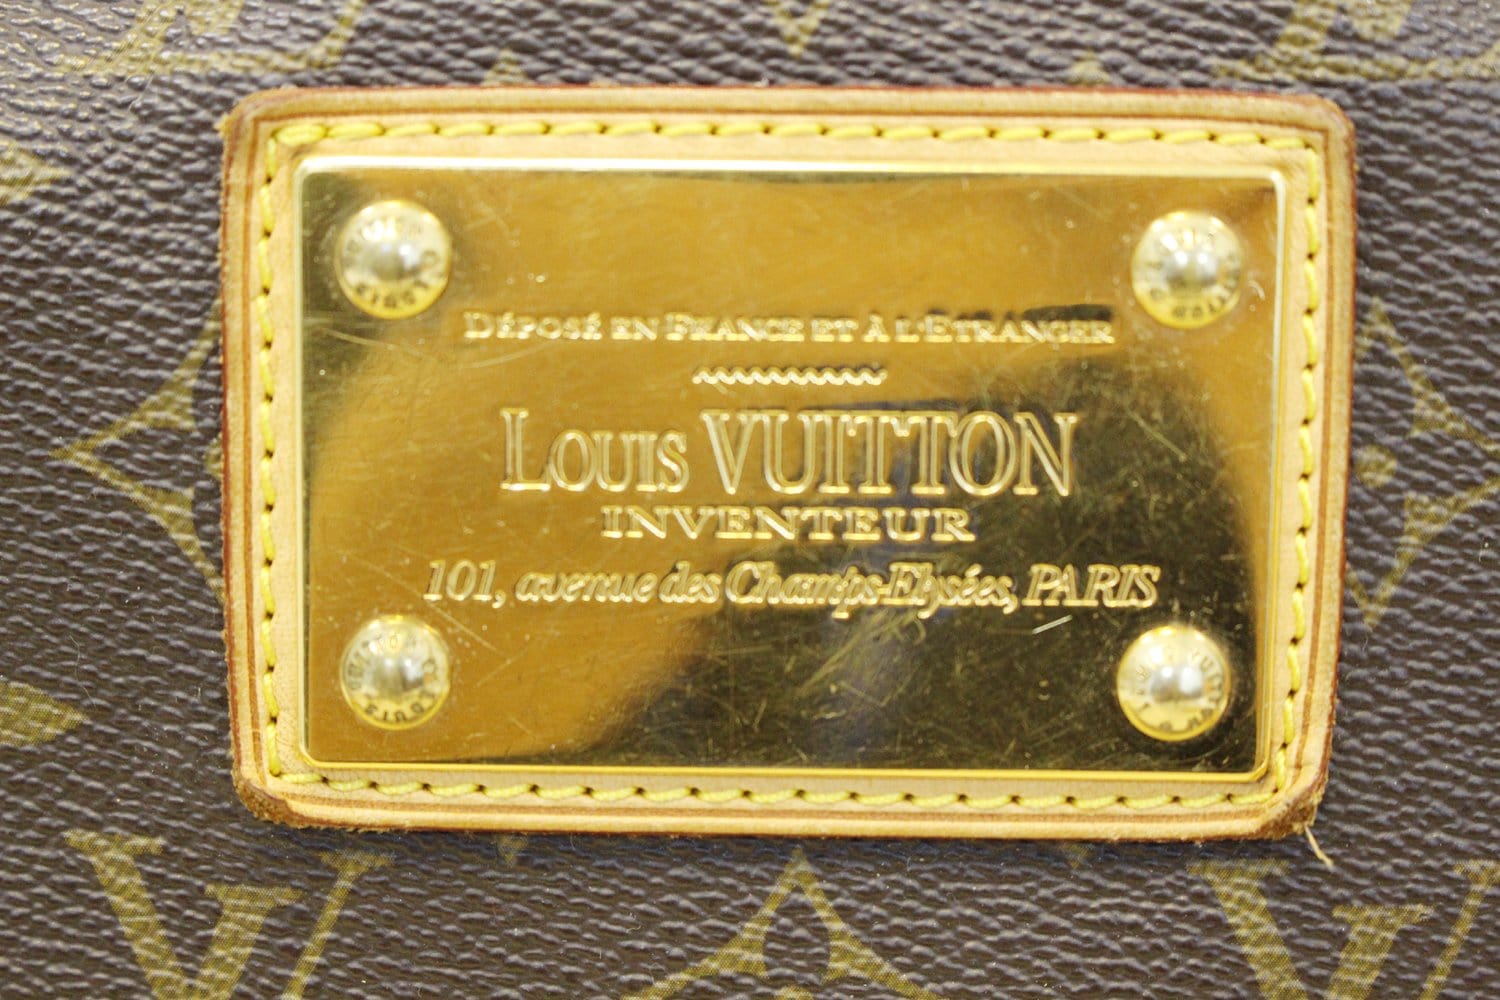 DÉPOSÉ EN FRANCE ET À L'ÉTRANGER
LOUIS VUITTON
INVENTEUR
101, avenue des Champs-Elysées, PARIS